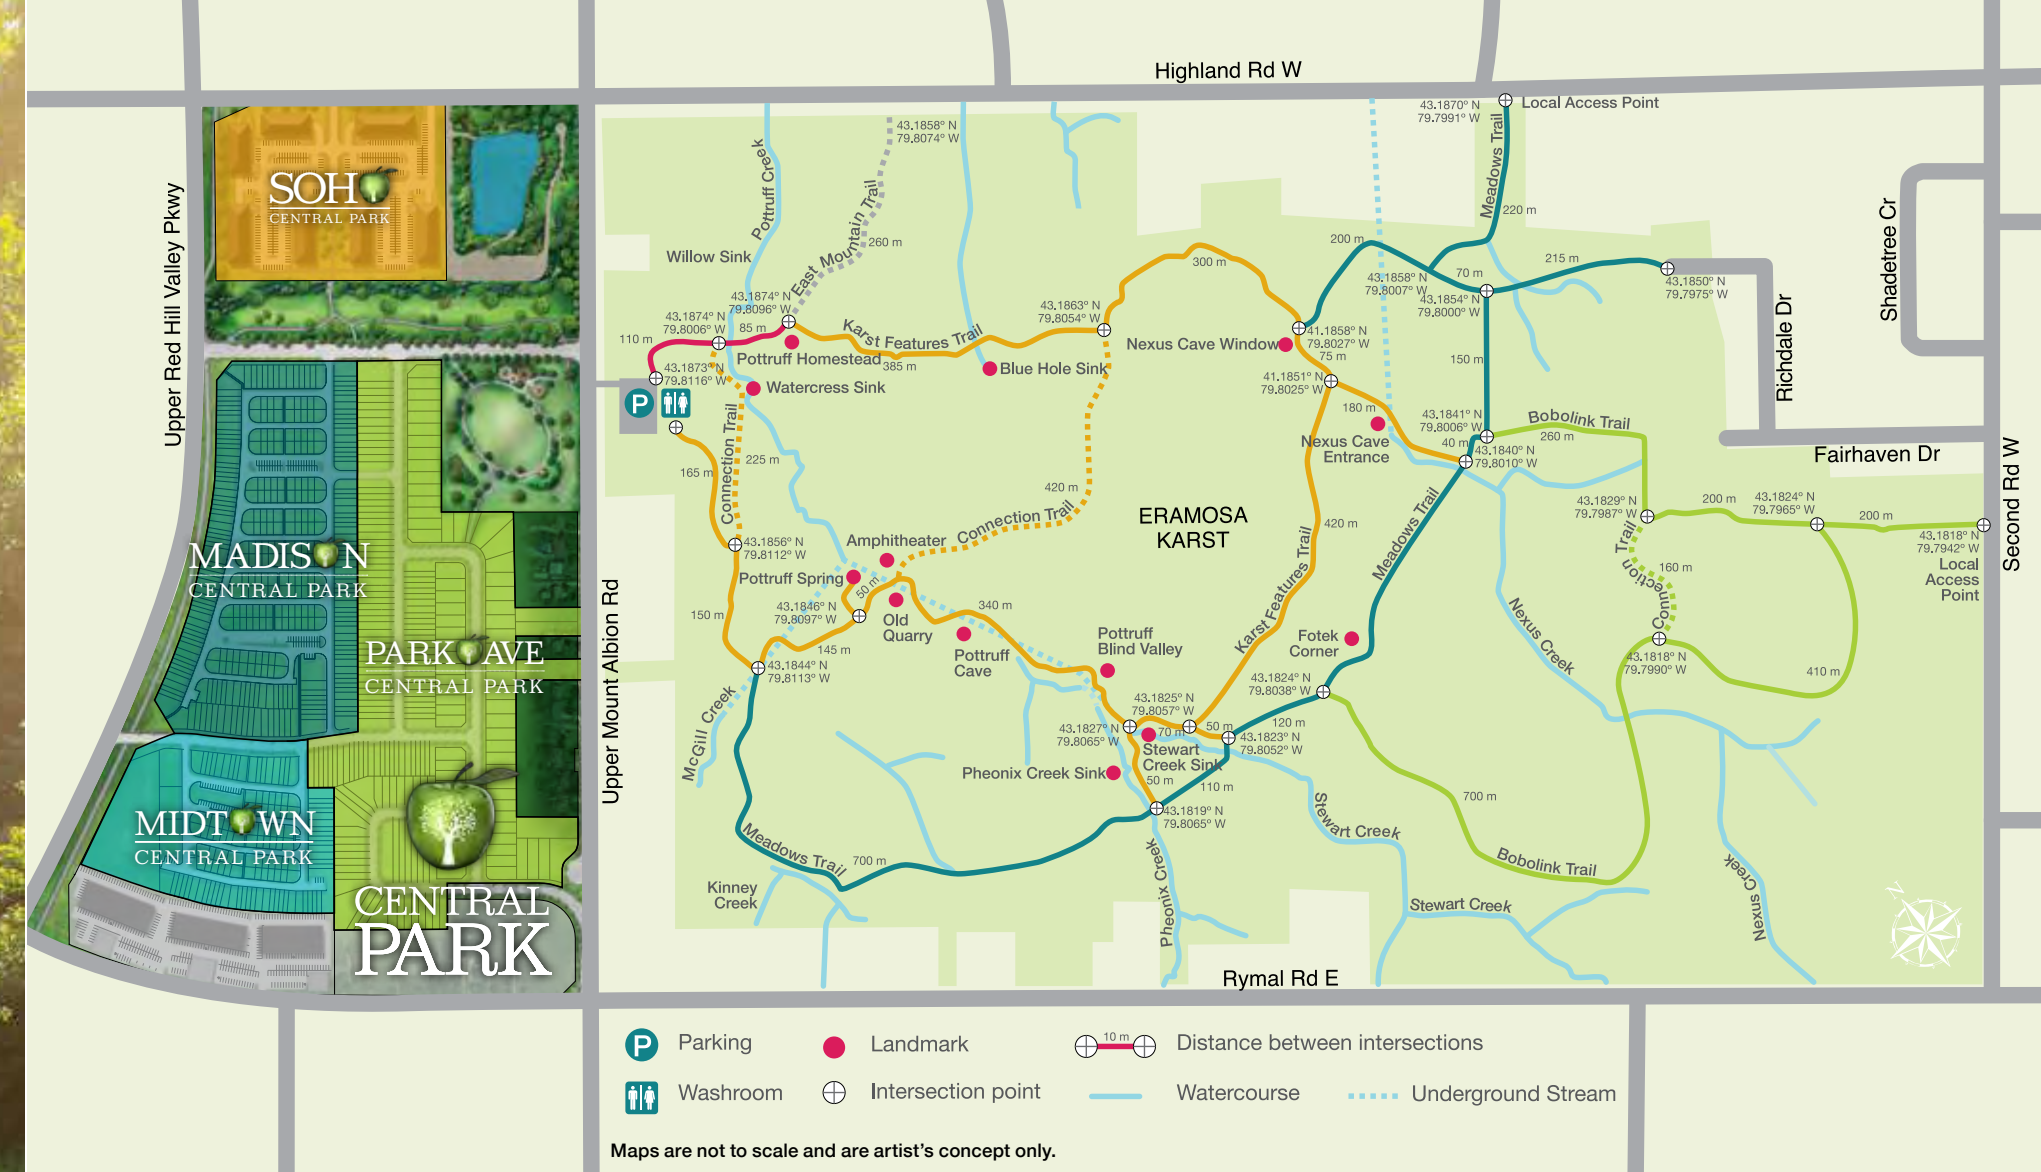 Highland Rd W
Upper Red Hill Valley Pkwy
SOHO
CENTRAL PARK
MADISON
CENTRAL PARK
PARK AVE
CENTRAL PARK
MIDTOWN
CENTRAL PARK
CENTRAL
PARK
Upper Mount Albion Rd
Pottruff Creek
Willow Sink
East Mountain Trail
43.1858° N
79.8074° W
260 m
43.1874° N
79.8096° W
43.1874° N
79.8006° W
85 m
110 m
43.1873° N
79.8116° W
P
Pottruff Homestead
Watercress Sink
Karst Features Trail
385 m
Blue Hole Sink
43.1863° N
79.8054° W
300 m
Connection Trail
165 m
225 m
420 m
Connection Trail
43.1856° N
79.8112° W
Amphitheater
Pottruff Spring
50 m
43.1846° N
79.8097° W
150 m
145 m
Old
Quarry
340 m
Pottruff
Cave
43.1844° N
79.8113° W
McGill Creek
Meadows Trail
700 m
Kinney
Creek
Pottruff
Blind Valley
43.1825° N
79.8057° W
43.1827° N
79.8065° W
70 m
50 m
Stewart
Creek Sink
Pheonix Creek Sink
50 m
110 m
43.1819° N
79.8065° W
43.1823° N
79.8052° W
120 m
Pheonix Creek
ERAMOSA
KARST
Nexus Cave Window
41.1858° N
79.8027° W
75 m
41.1851° N
79.8025° W
180 m
Nexus Cave
Entrance
420 m
Karst Features Trail
Meadows Trail
Fotek
Corner
43.1824° N
79.8038° W
43.1870° N
79.7991° W
Local Access Point
Meadows Trail
220 m
200 m
43.1858° N
79.8007° W
70 m
43.1854° N
79.8000° W
215 m
43.1850° N
79.7975° W
150 m
43.1841° N
79.8006° W
40 m
43.1840° N
79.8010° W
Bobolink Trail
260 m
43.1829° N
79.7987° W
200 m
43.1824° N
79.7965° W
200 m
43.1818° N
79.7942° W
Local
Access
Point
Connection Trail
160 m
43.1818° N
79.7990° W
410 m
Nexus Creek
700 m
Bobolink Trail
Stewart Creek
Stewart Creek
Nexus Creek
Shadetree Cr
Richdale Dr
Fairhaven Dr
Second Rd W
N
Rymal Rd E
P
Parking
Landmark
10 m
Distance between intersections
Washroom
Intersection point
Watercourse
Underground Stream
Maps are not to scale and are artist's concept only.